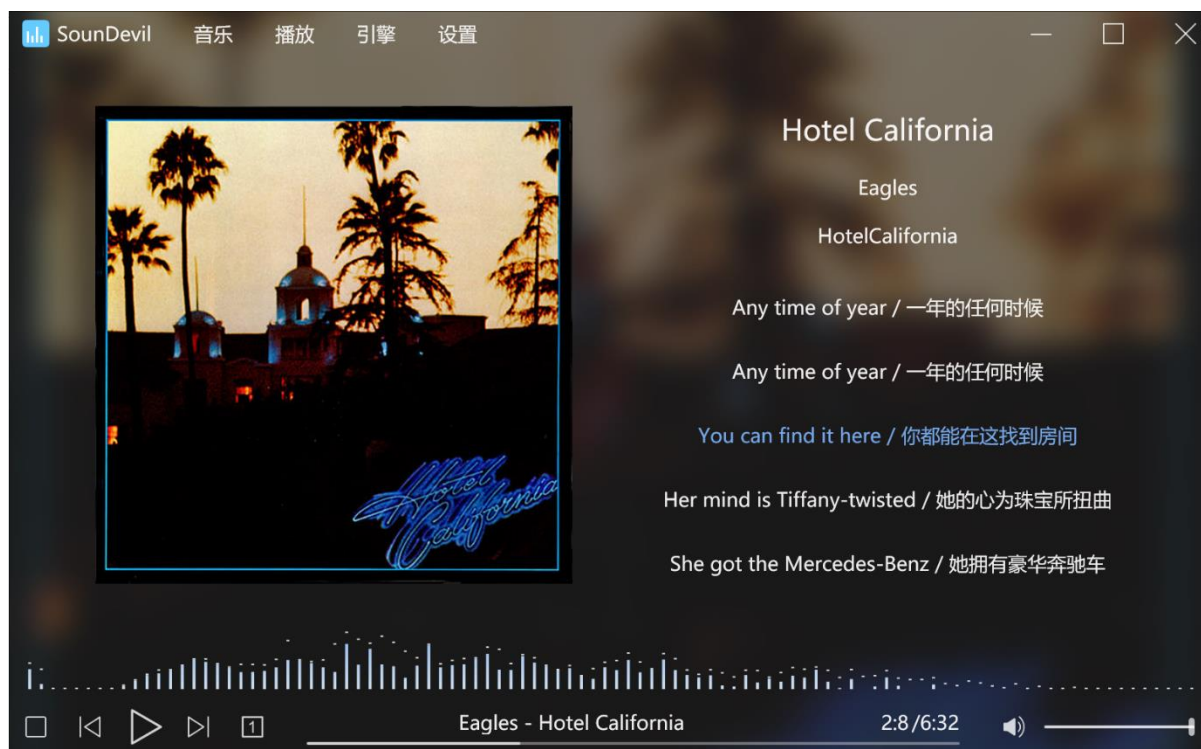 SounDevil 音乐 播放 引擎 设置
Hotel California
Eagles
HotelCalifornia
Any time of year / 一年的任何时候
Any time of year / 一年的任何时候
You can find it here / 你都能在这找到房间
Her mind is Tiffany-twisted / 她的心为珠宝所扭曲
She got the Mercedes-Benz / 她拥有豪华奔驰车
Hotel
California
1 Eagles - Hotel California 2:8/6:32